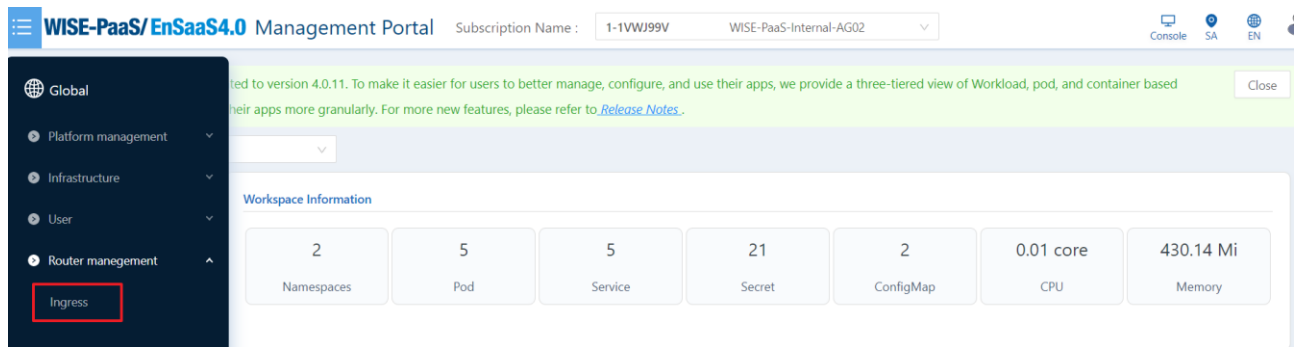 WISE-PaaS/EnSaaS4.0 Management Portal Subscription Name : 1-1VWJ99V WISE-PaaS-Internal-AG02
Console SA EN
Global
ted to version 4.0.11. To make it easier for users to better manage, configure, and use their apps, we provide a three-tiered view of Workload, pod, and container based
heir apps more granularly. For more new features, please refer to Release Notes .
Close
Platform management
Infrastructure
User
Router manegement
Ingress
Workspace Information
2 5 5 21 2 0.01 core 430.14 Mi
Namespaces Pod Service Secret ConfigMap CPU Memory